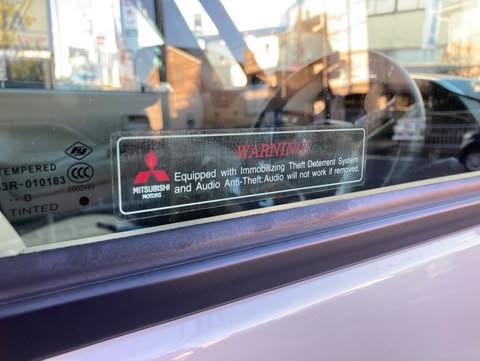 TEMPERED
43R-010183
TINTED
MITSUBISHI
MOTORS
WARNING!
Equipped with Immobilizing Theft Deterrent System
and Audio Anti-Theft:Audio will not work if removed.